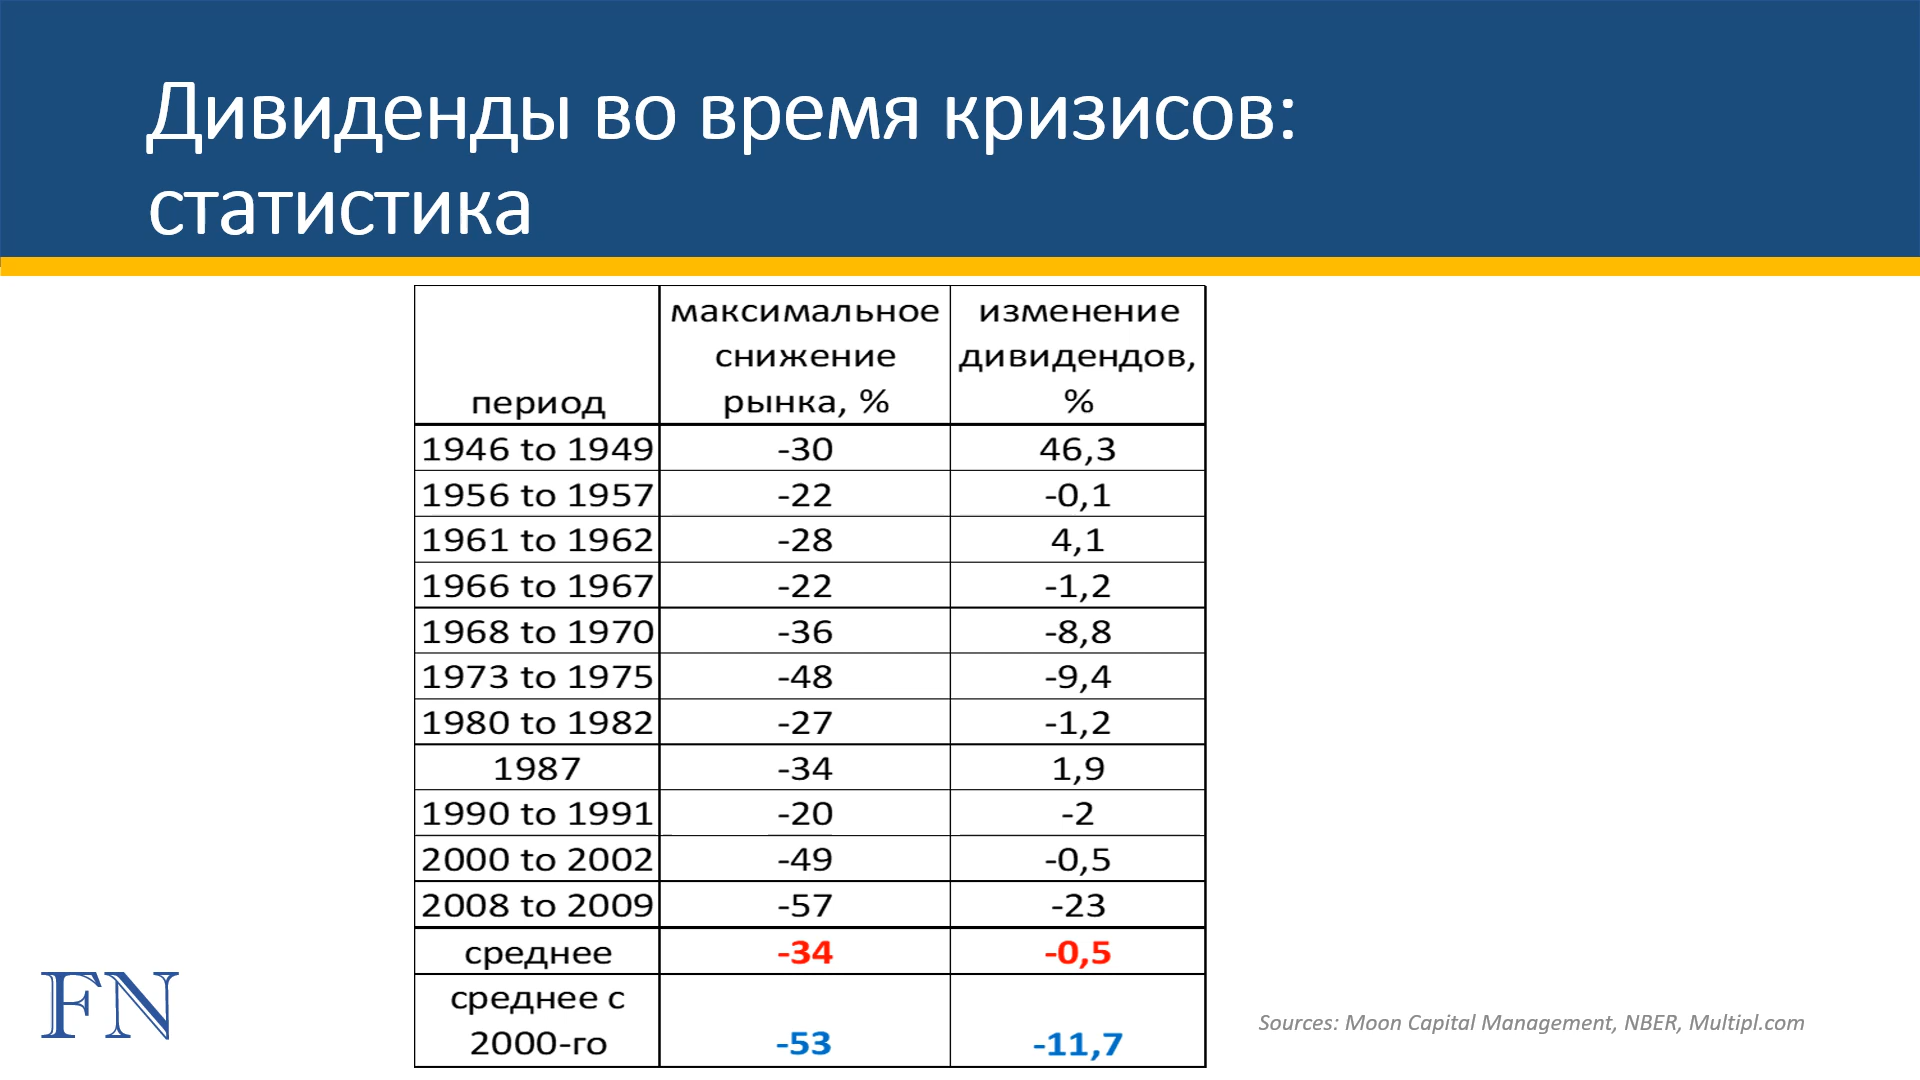 Дивиденды во время кризисов:
статистика
период | максимальное снижение рынка, % | изменение дивидендов, %
1946 to 1949 | -30 | 46,3
1956 to 1957 | -22 | -0,1
1961 to 1962 | -28 | 4,1
1966 to 1967 | -22 | -1,2
1968 to 1970 | -36 | -8,8
1973 to 1975 | -48 | -9,4
1980 to 1982 | -27 | -1,2
1987 | -34 | 1,9
1990 to 1991 | -20 | -2
2000 to 2002 | -49 | -0,5
2008 to 2009 | -57 | -23
среднее | -34 | -0,5
среднее с 2000-го | -53 | -11,7
FN
Sources: Moon Capital Management, NBER, Multipl.com